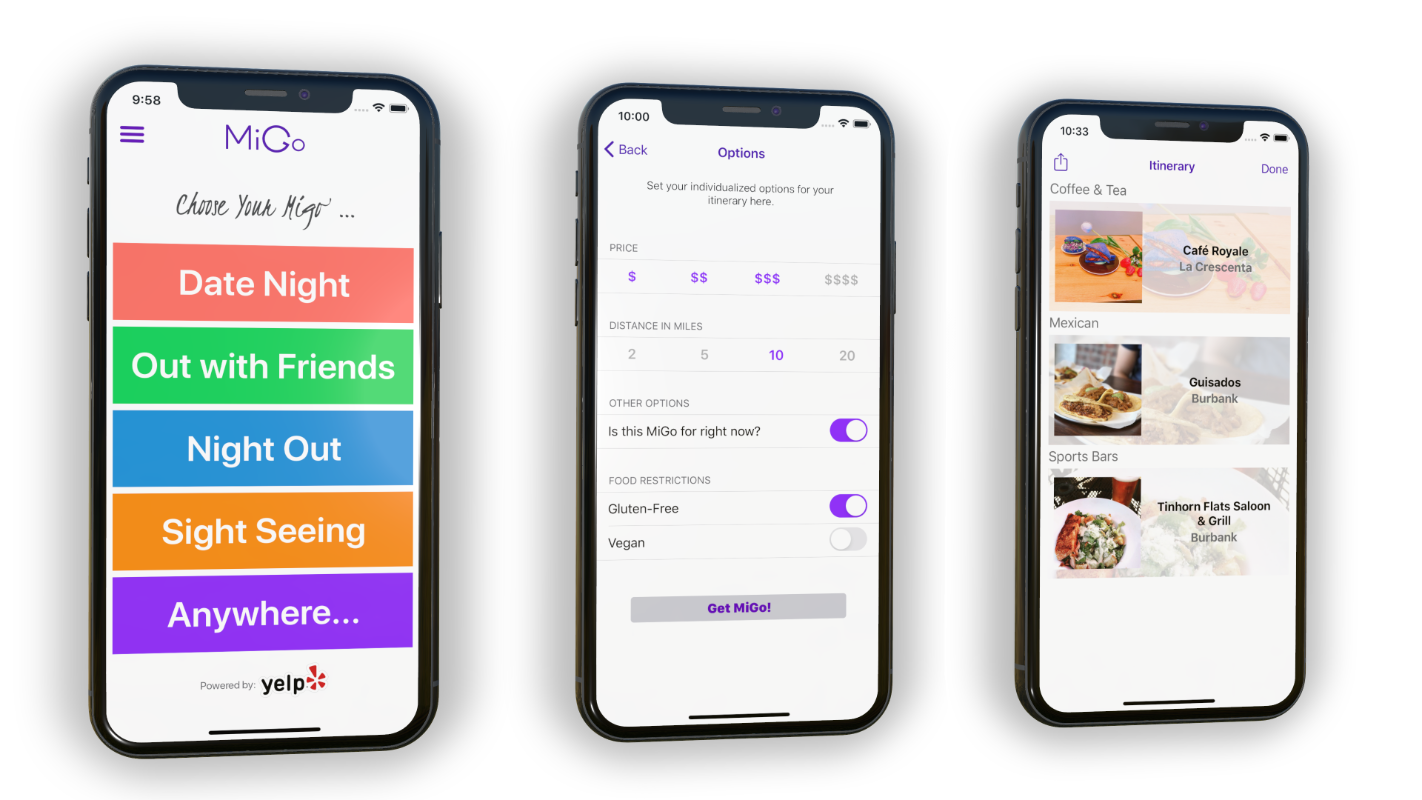 9:58
MiGo
Choose Your Migo ...
Date Night
Out with Friends
Night Out
Sight Seeing
Anywhere...
Powered by: yelp
10:00
Back
Options
Set your individualized options for your
itinerary here.
PRICE
$ $$ $$$ $$$$
DISTANCE IN MILES
2 5 10 20
OTHER OPTIONS
Is this MiGo for right now?
FOOD RESTRICTIONS
Gluten-Free
Vegan
Get MiGo!
10:33
Itinerary
Done
Coffee & Tea
Café Royale
La Crescenta
Mexican
Guisados
Burbank
Sports Bars
Tinhorn Flats Saloon
& Grill
Burbank